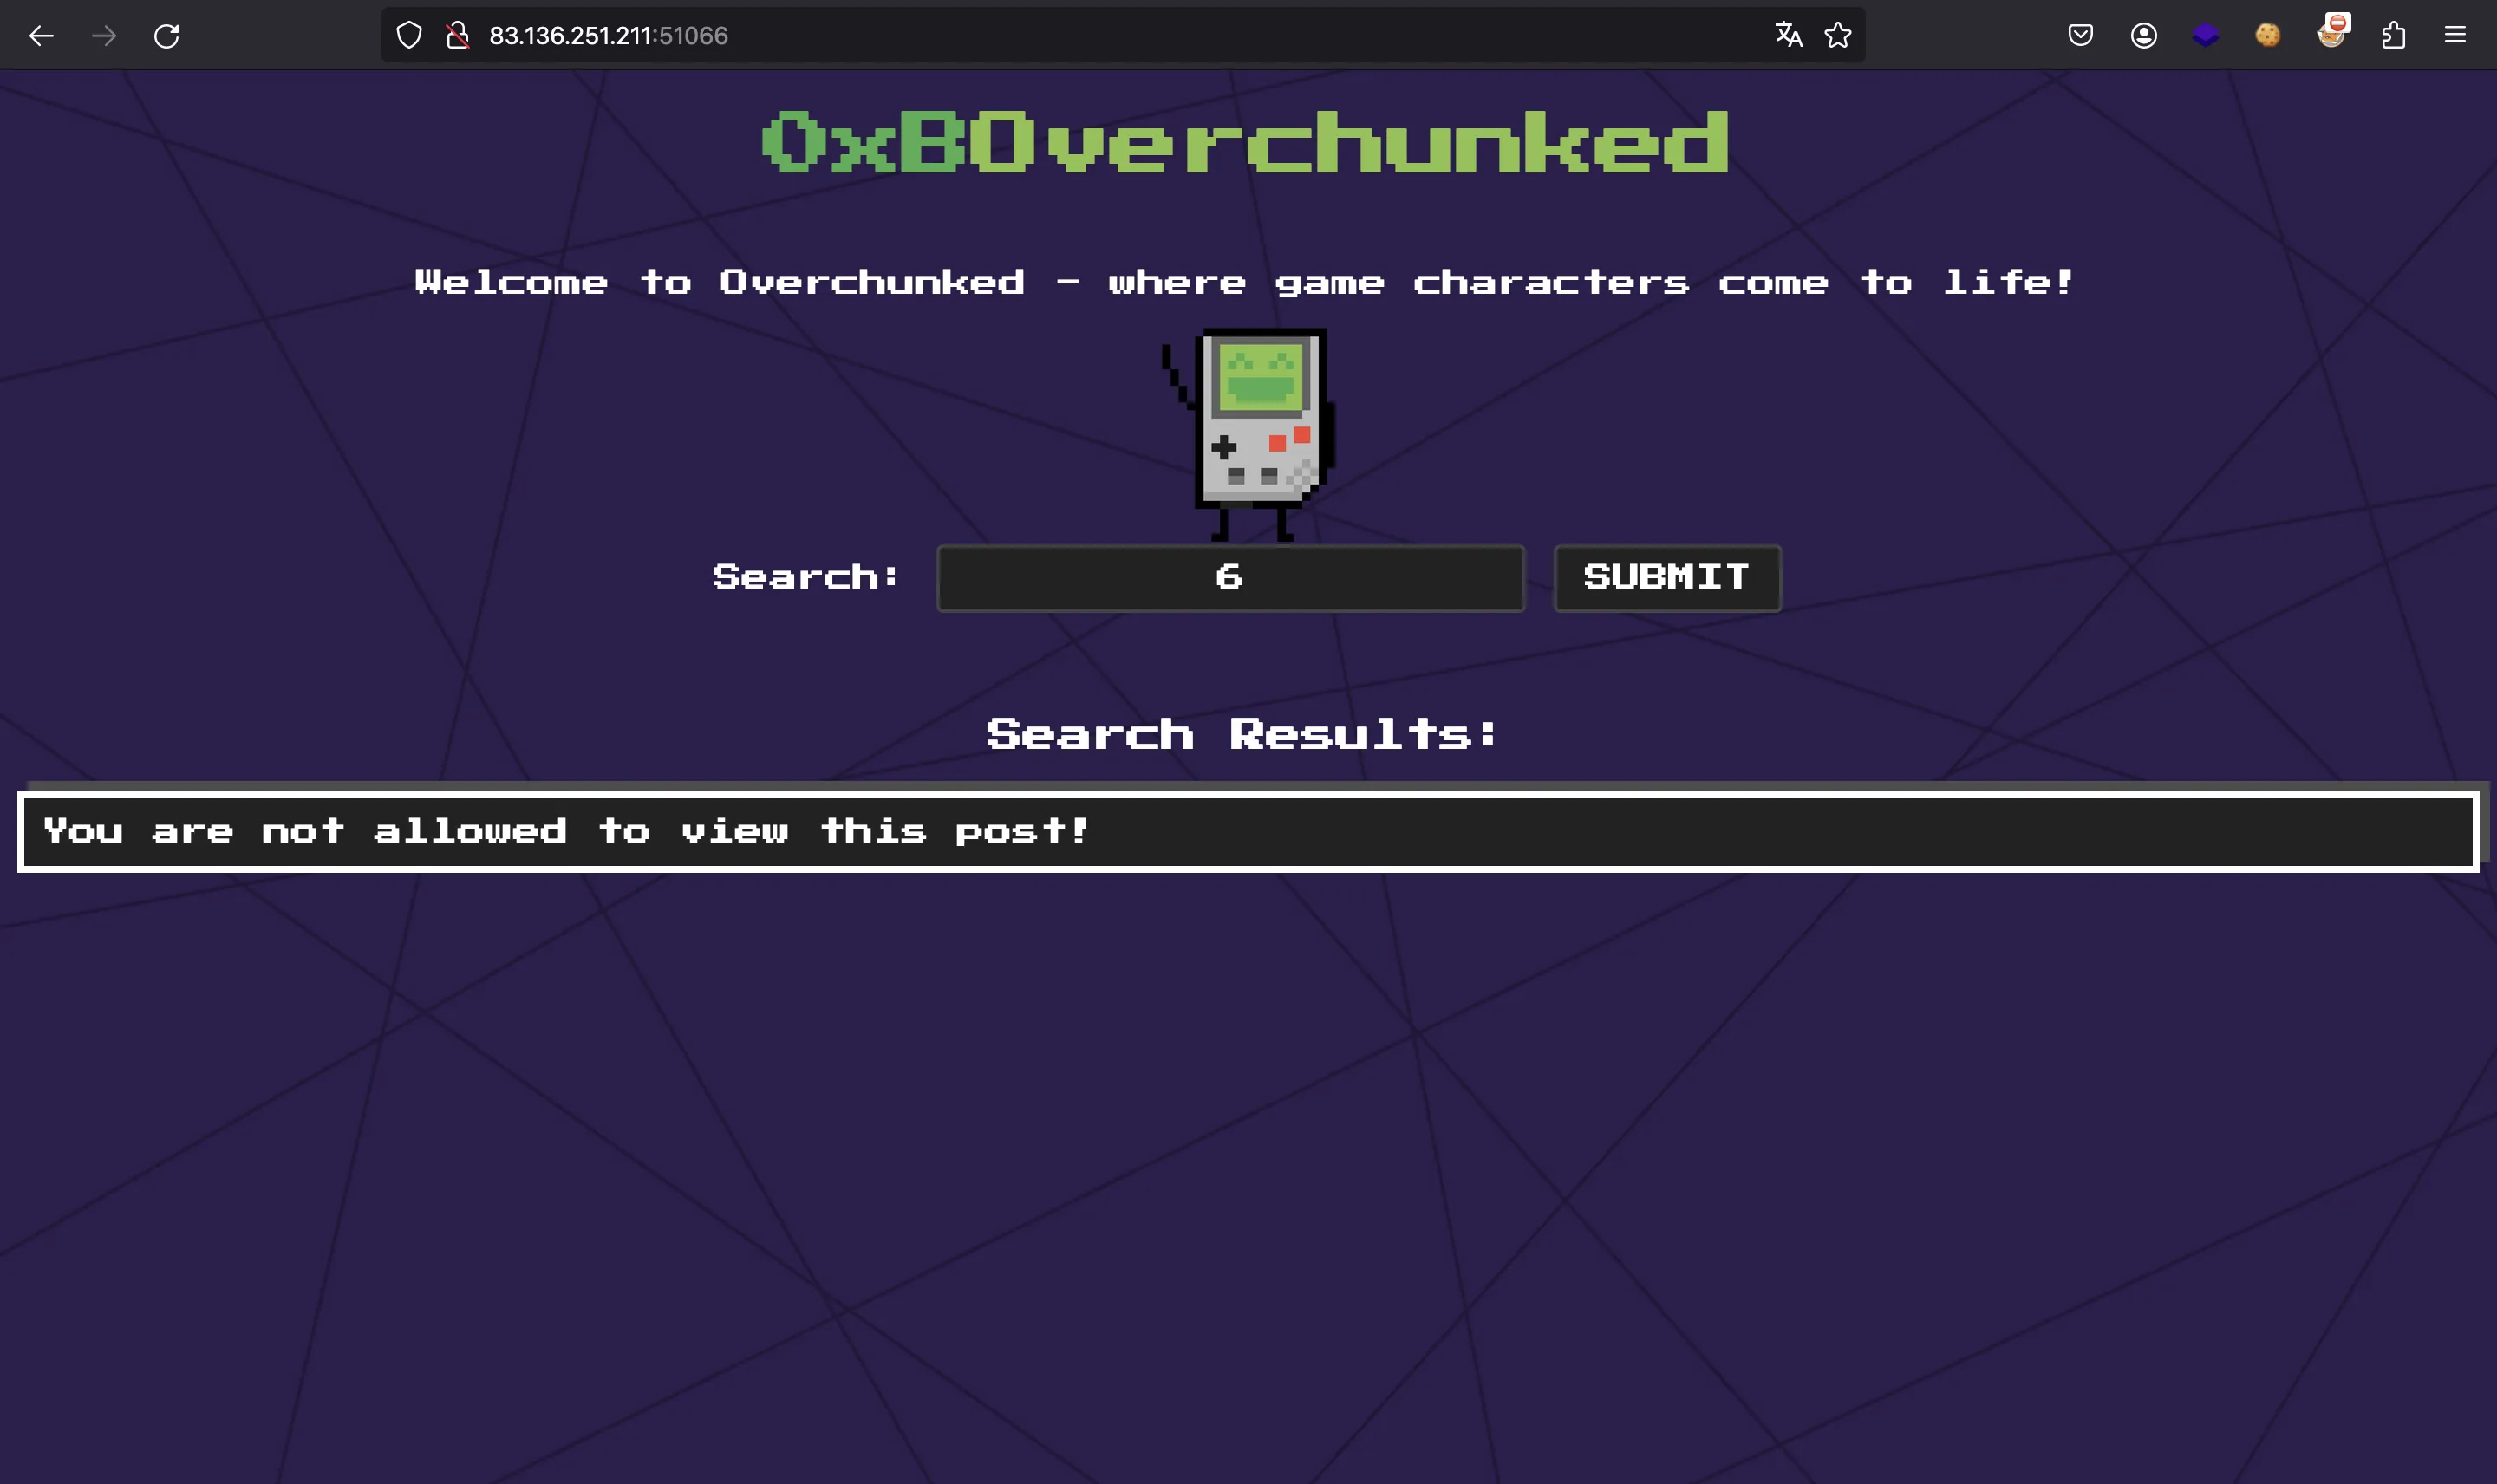 83.136.251.211:51066
0xBOverchunked
Welcome to Overchunked - where game characters come to life!
Search: 6 SUBMIT
Search Results:
You are not allowed to view this post!